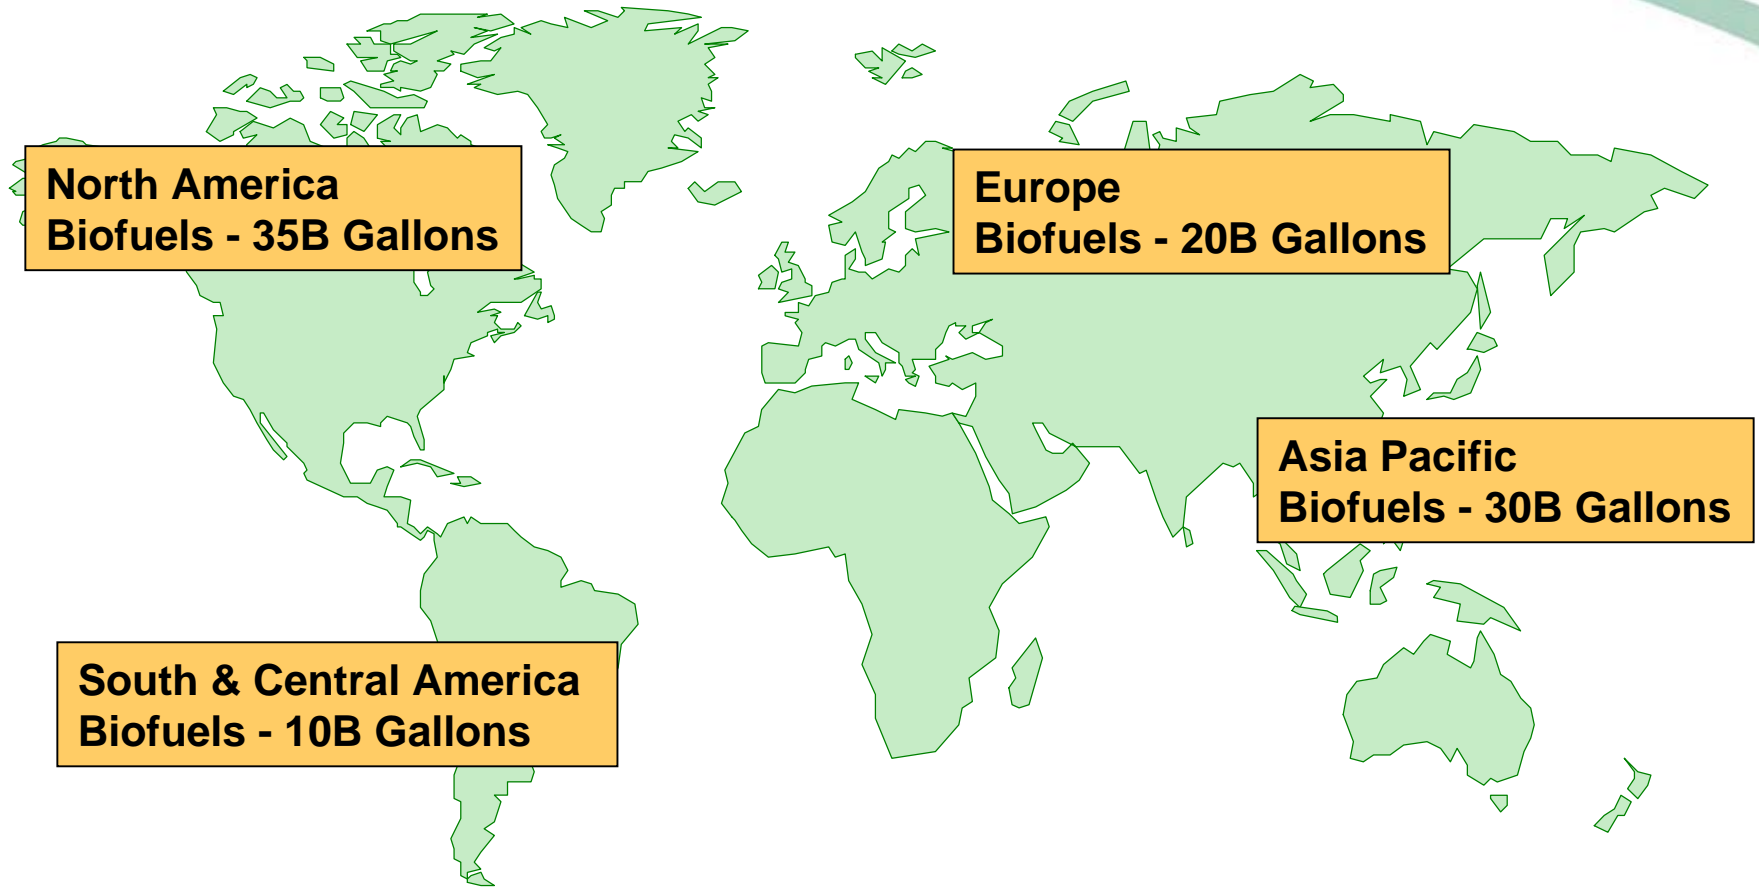 North America
Biofuels - 35B Gallons
Europe
Biofuels - 20B Gallons
Asia Pacific
Biofuels - 30B Gallons
South & Central America
Biofuels - 10B Gallons